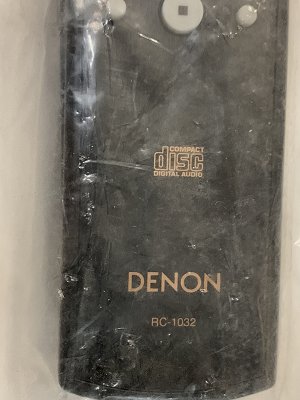 COMPACT
disc
DIGITAL AUDIO
DENON
RC-1032